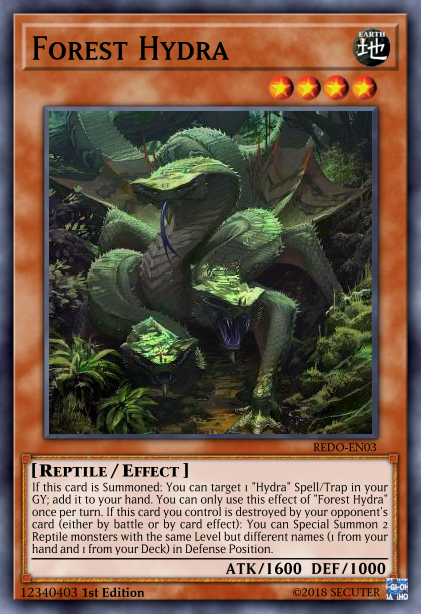 FOREST HYDRA
EARTH
地
REDO-EN03
[ REPTILE / EFFECT ]
If this card is Summoned: You can target 1 "Hydra" Spell/Trap in your
GY; add it to your hand. You can only use this effect of "Forest Hydra"
once per turn. If this card you control is destroyed by your opponent's
card (either by battle or by card effect): You can Special Summon 2
Reptile monsters with the same Level but different names (1 from your
hand and 1 from your Deck) in Defense Position.
ATK/1600 DEF/1000
12340403 1st Edition
©2018 SECUTER